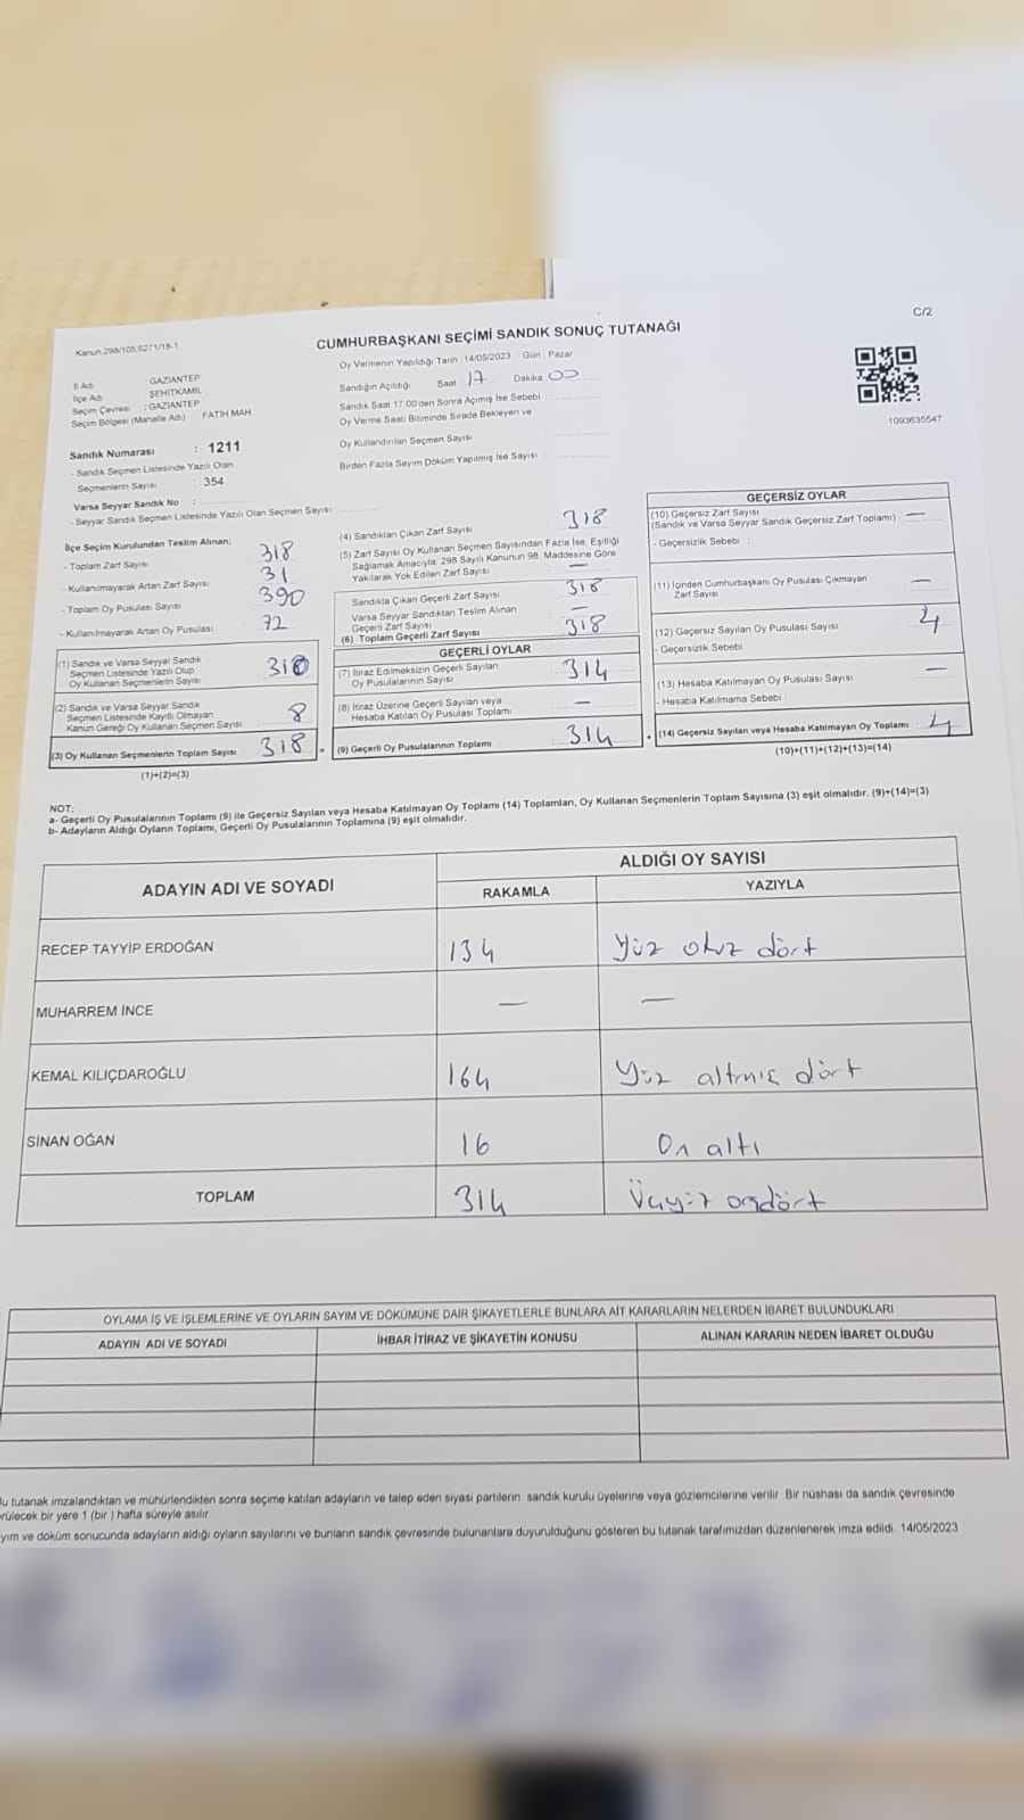 C/2
Kanun 298/105,6271/18-1
CUMHURBAŞKANI SEÇİMİ SANDIK SONUÇ TUTANAĞI
1093635547
İl Adı GAZİANTEP
İlçe Adı ŞEHİTKAMİL
Seçim Çevresi : GAZİANTEP
Seçim Bölgesi (Mahalle Adı) FATİH MAH.
Sandık Numarası : 1211
- Sandık Seçmen Listesinde Yazılı Olan
Seçmenlerin Sayısı 354
Varsa Seyyar Sandık No :
- Seyyar Sandık Seçmen Listesinde Yazılı Olan Seçmen Sayısı
Oy Vermenin Yapıldığı Tarih 14/05/2023 Gün : Pazar
Sandığın Açıldığı Saat 17 Dakika 00
Sandık Saat 17:00'den Sonra Açılmış İse Sebebi
Oy Verme Saati Bitiminde Sırada Bekleyen ve
Oy Kullandırılan Seçmen Sayısı
Birden Fazla Sayım Döküm Yapılmış İse Sayısı
İlçe Seçim Kurulundan Teslim Alınan;
- Toplam Zarf Sayısı 318
- Kullanılmayarak Artan Zarf Sayısı 31
- Toplam Oy Pusulası Sayısı 390
- Kullanılmayarak Artan Oy Pusulası 72
(1) Sandık ve Varsa Seyyar Sandık
Seçmen Listesinde Yazılı Olup
Oy Kullanan Seçmenlerin Sayısı 310
(2) Sandık ve Varsa Seyyar Sandık
Seçmen Listesinde Kayıtlı Olmayan
Kanun Gereği Oy Kullanan Seçmen Sayısı 8
(3) Oy Kullanan Seçmenlerin Toplam Sayısı 318
(1)+(2)=(3)
(4) Sandıktan Çıkan Zarf Sayısı 318
(5) Zarf Sayısı Oy Kullanan Seçmen Sayısından Fazla İse, Eşitliği
Sağlamak Amacıyla; 298 Sayılı Kanunun 98. Maddesine Göre
Yakılarak Yok Edilen Zarf Sayısı —
Sandıkta Çıkan Geçerli Zarf Sayısı 318
Varsa Seyyar Sandıktan Teslim Alınan
Geçerli Zarf Sayısı —
(6) Toplam Geçerli Zarf Sayısı 318
GEÇERLİ OYLAR
(7) İtiraz Edilmeksizin Geçerli Sayılan
Oy Pusulalarının Sayısı 314
(8) İtiraz Üzerine Geçerli Sayılan veya
Hesaba Katılan Oy Pusulası Toplamı —
(9) Geçerli Oy Pusulalarının Toplamı 314
GEÇERSİZ OYLAR
(10) Geçersiz Zarf Sayısı —
(Sandık ve Varsa Seyyar Sandık Geçersiz Zarf Toplamı)
- Geçersizlik Sebebi :
(11) İçinden Cumhurbaşkanı Oy Pusulası Çıkmayan
Zarf Sayısı —
(12) Geçersiz Sayılan Oy Pusulası Sayısı 4
- Geçersizlik Sebebi
(13) Hesaba Katılmayan Oy Pusulası Sayısı —
- Hesaba Katılmama Sebebi
(14) Geçersiz Sayılan veya Hesaba Katılmayan Oy Toplamı 4
(10)+(11)+(12)+(13)=(14)
NOT:
a- Geçerli Oy Pusulalarının Toplamı (9) ile Geçersiz Sayılan veya Hesaba Katılmayan Oy Toplamı (14) Toplamları, Oy Kullanan Seçmenlerin Toplam Sayısına (3) eşit olmalıdır. (9)+(14)=(3)
b- Adayların Aldığı Oyların Toplamı, Geçerli Oy Pusulalarının Toplamına (9) eşit olmalıdır.
ADAYIN ADI VE SOYADI ALDIĞI OY SAYISI
RAKAMLA YAZIYLA
RECEP TAYYİP ERDOĞAN 134 Yüz otuz dört
MUHARREM İNCE — —
KEMAL KILIÇDAROĞLU 164 Yüz altmış dört
SİNAN OĞAN 16 On altı
TOPLAM 314 Üçyüz ondört
OYLAMA İŞ VE İŞLEMLERİNE VE OYLARIN SAYIM VE DÖKÜMÜNE DAİR ŞİKAYETLERLE BUNLARA AİT KARARLARIN NELERDEN İBARET BULUNDUKLARI
ADAYIN ADI VE SOYADI İHBAR İTİRAZ VE ŞİKAYETİN KONUSU ALINAN KARARIN NEDEN İBARET OLDUĞU
tutanak imzalandıktan ve mühürlendikten sonra seçime katılan adayların ve talep eden siyasi partilerin sandık kurulu üyelerine veya gözlemcilerine verilir. Bir nüshası da sandık çevresinde
bir yere 1 (bir) hafta süreyle asılır.
ve döküm sonucunda adayların aldığı oyların sayılarını ve bunların sandık çevresinde bulunanlara duyurulduğunu gösteren bu tutanak tarafımızdan düzenlenerek imza edildi. 14/05/2023